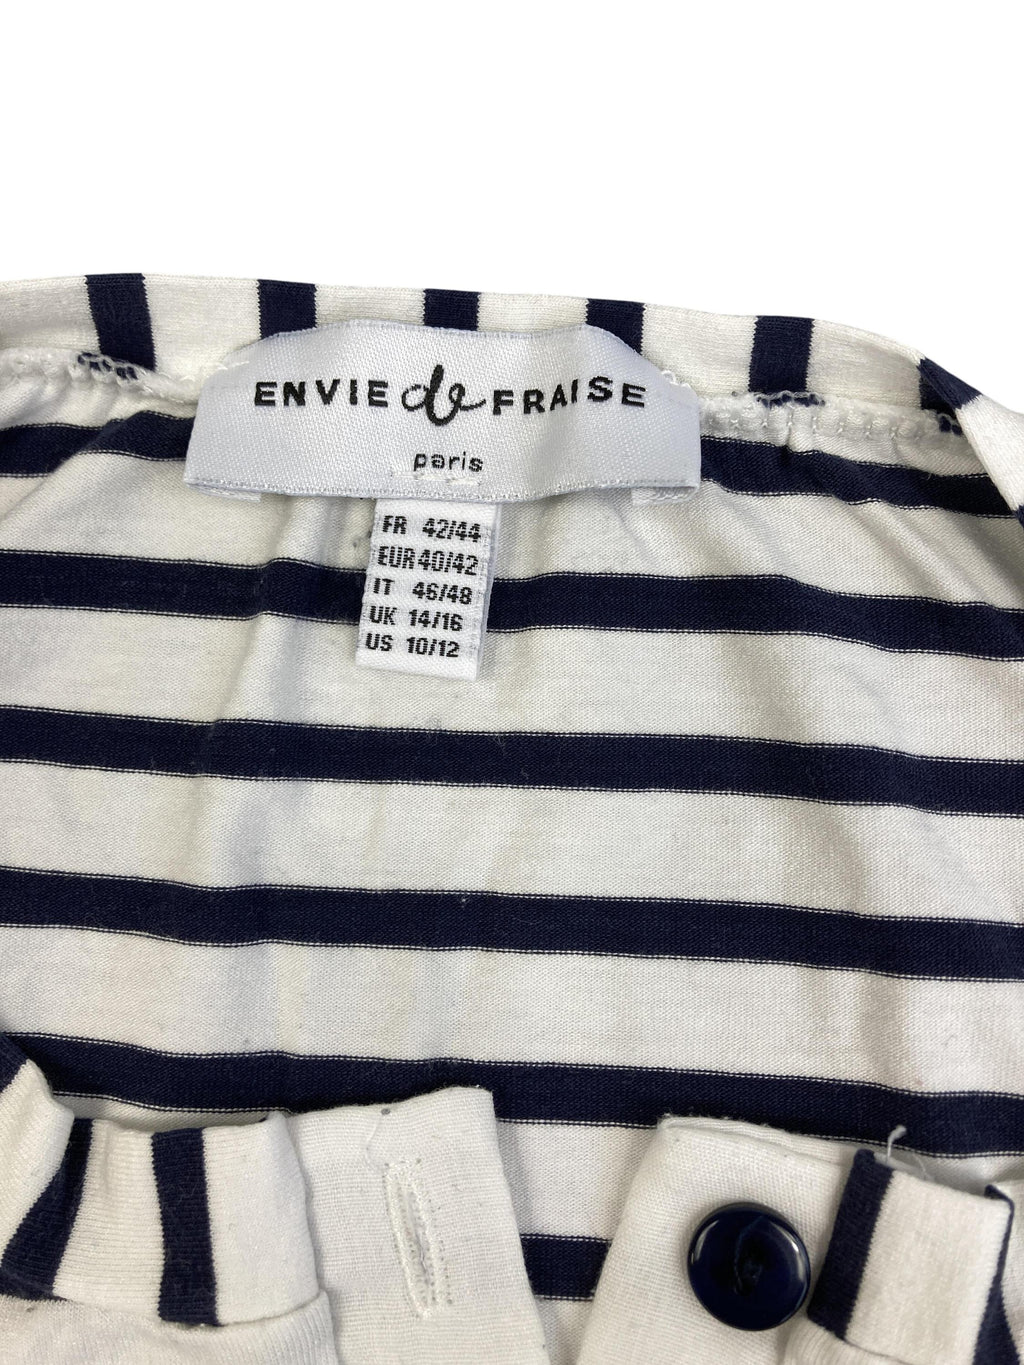 ENVIE de FRAISE
paris
FR 42/44
EUR 40/42
IT 46/48
UK 14/16
US 10/12